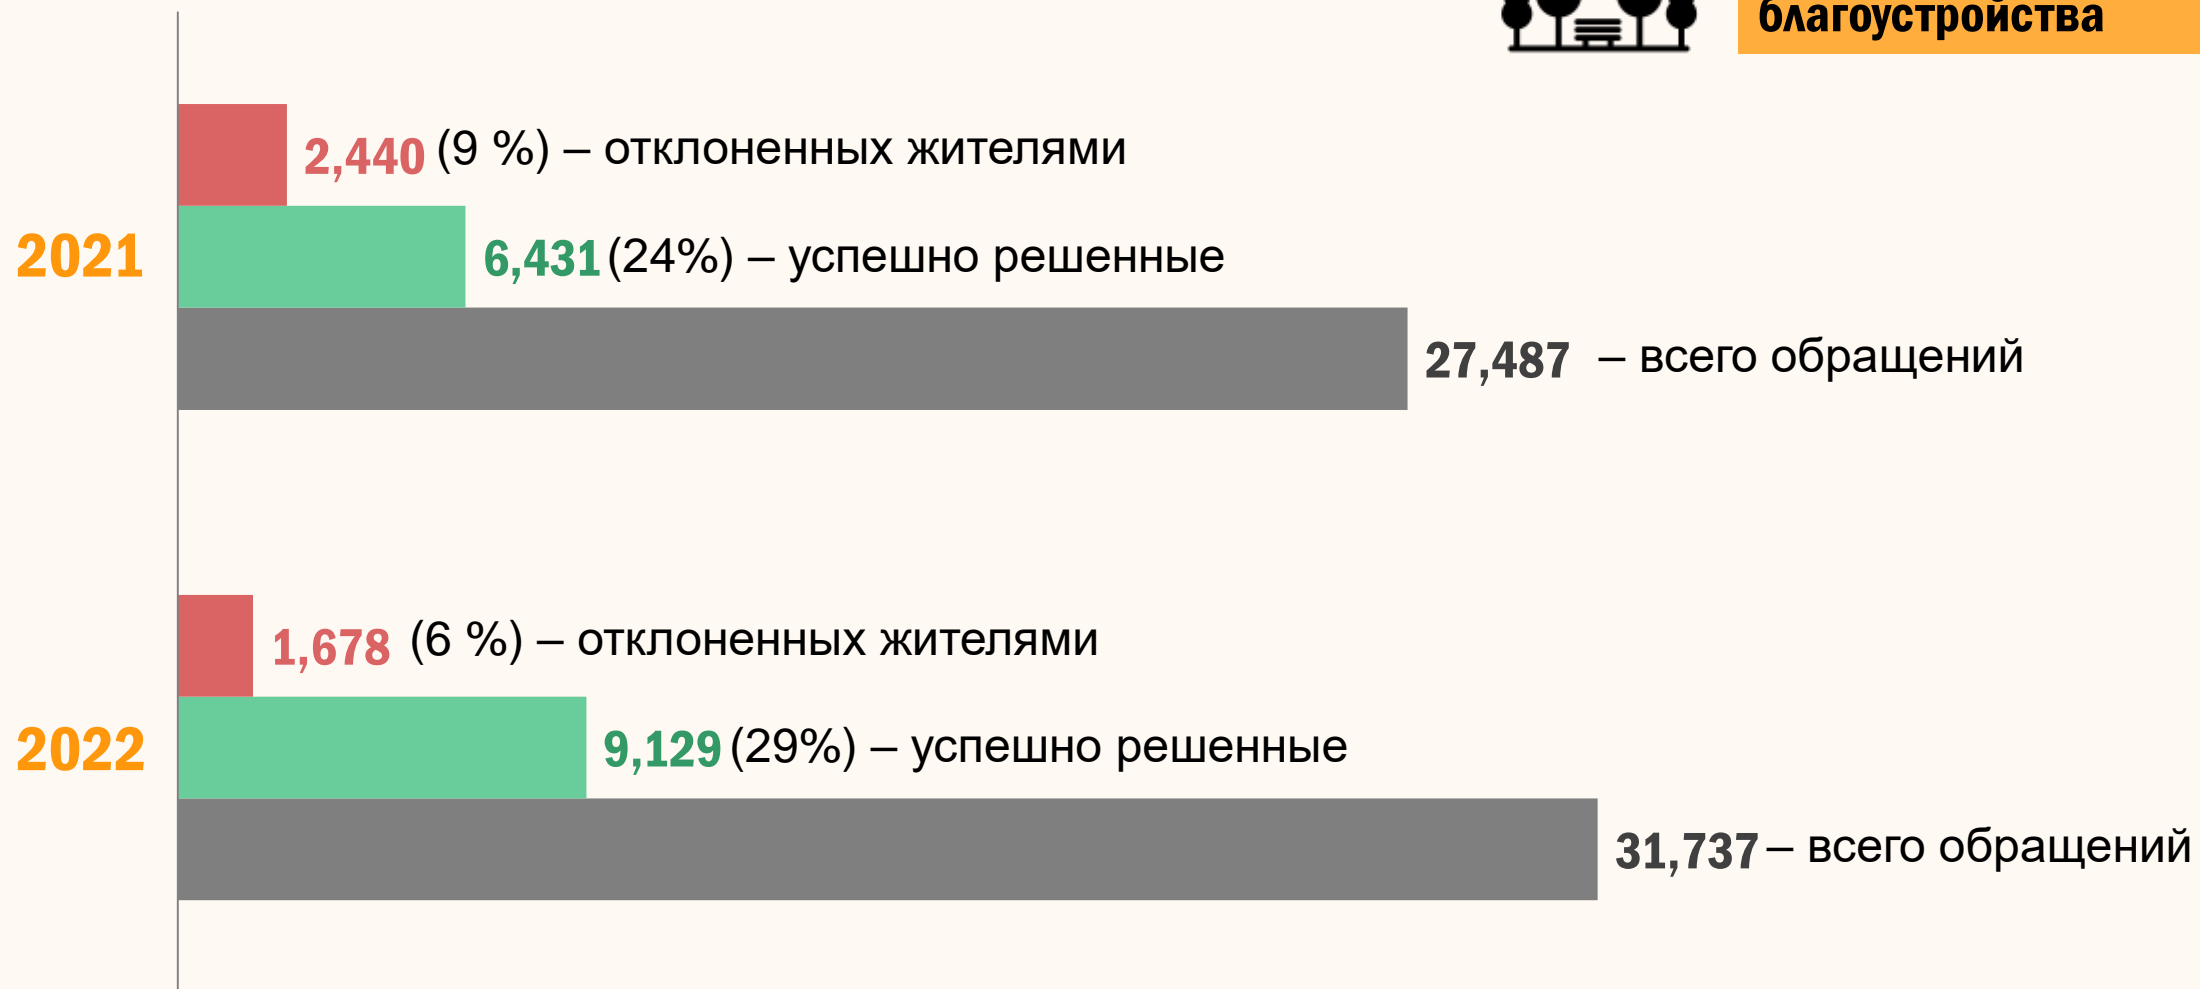 благоустройства
2,440 (9 %) – отклоненных жителями
2021
6,431 (24%) – успешно решенные
27,487 – всего обращений
1,678 (6 %) – отклоненных жителями
2022
9,129 (29%) – успешно решенные
31,737 – всего обращений